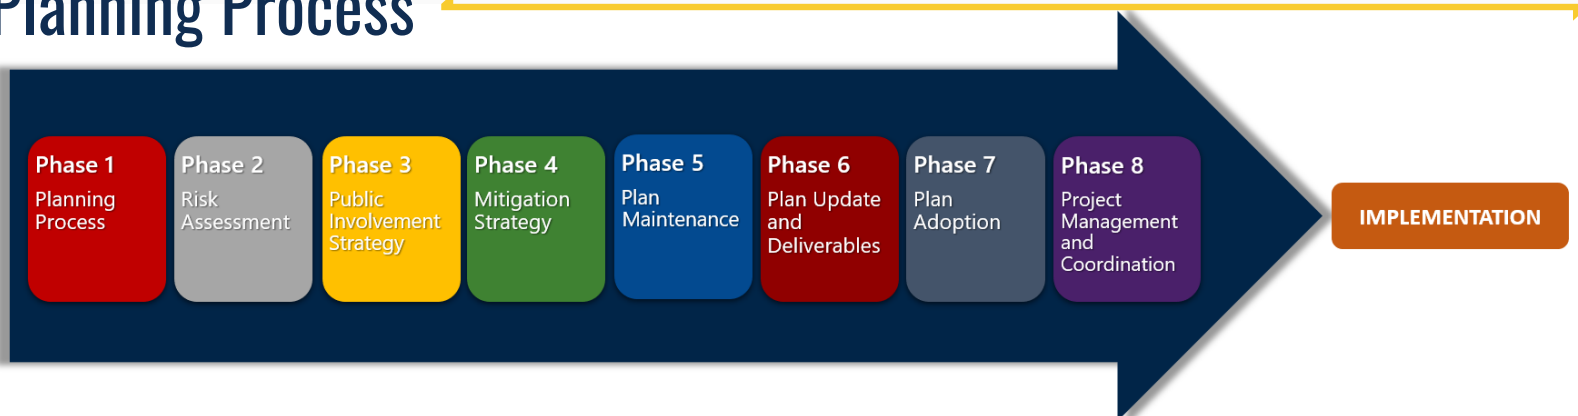 Planning Process
Phase 1
Planning
Process
Phase 2
Risk
Assessment
Phase 3
Public
Involvement
Strategy
Phase 4
Mitigation
Strategy
Phase 5
Plan
Maintenance
Phase 6
Plan Update
and
Deliverables
Phase 7
Plan
Adoption
Phase 8
Project
Management
and
Coordination
IMPLEMENTATION